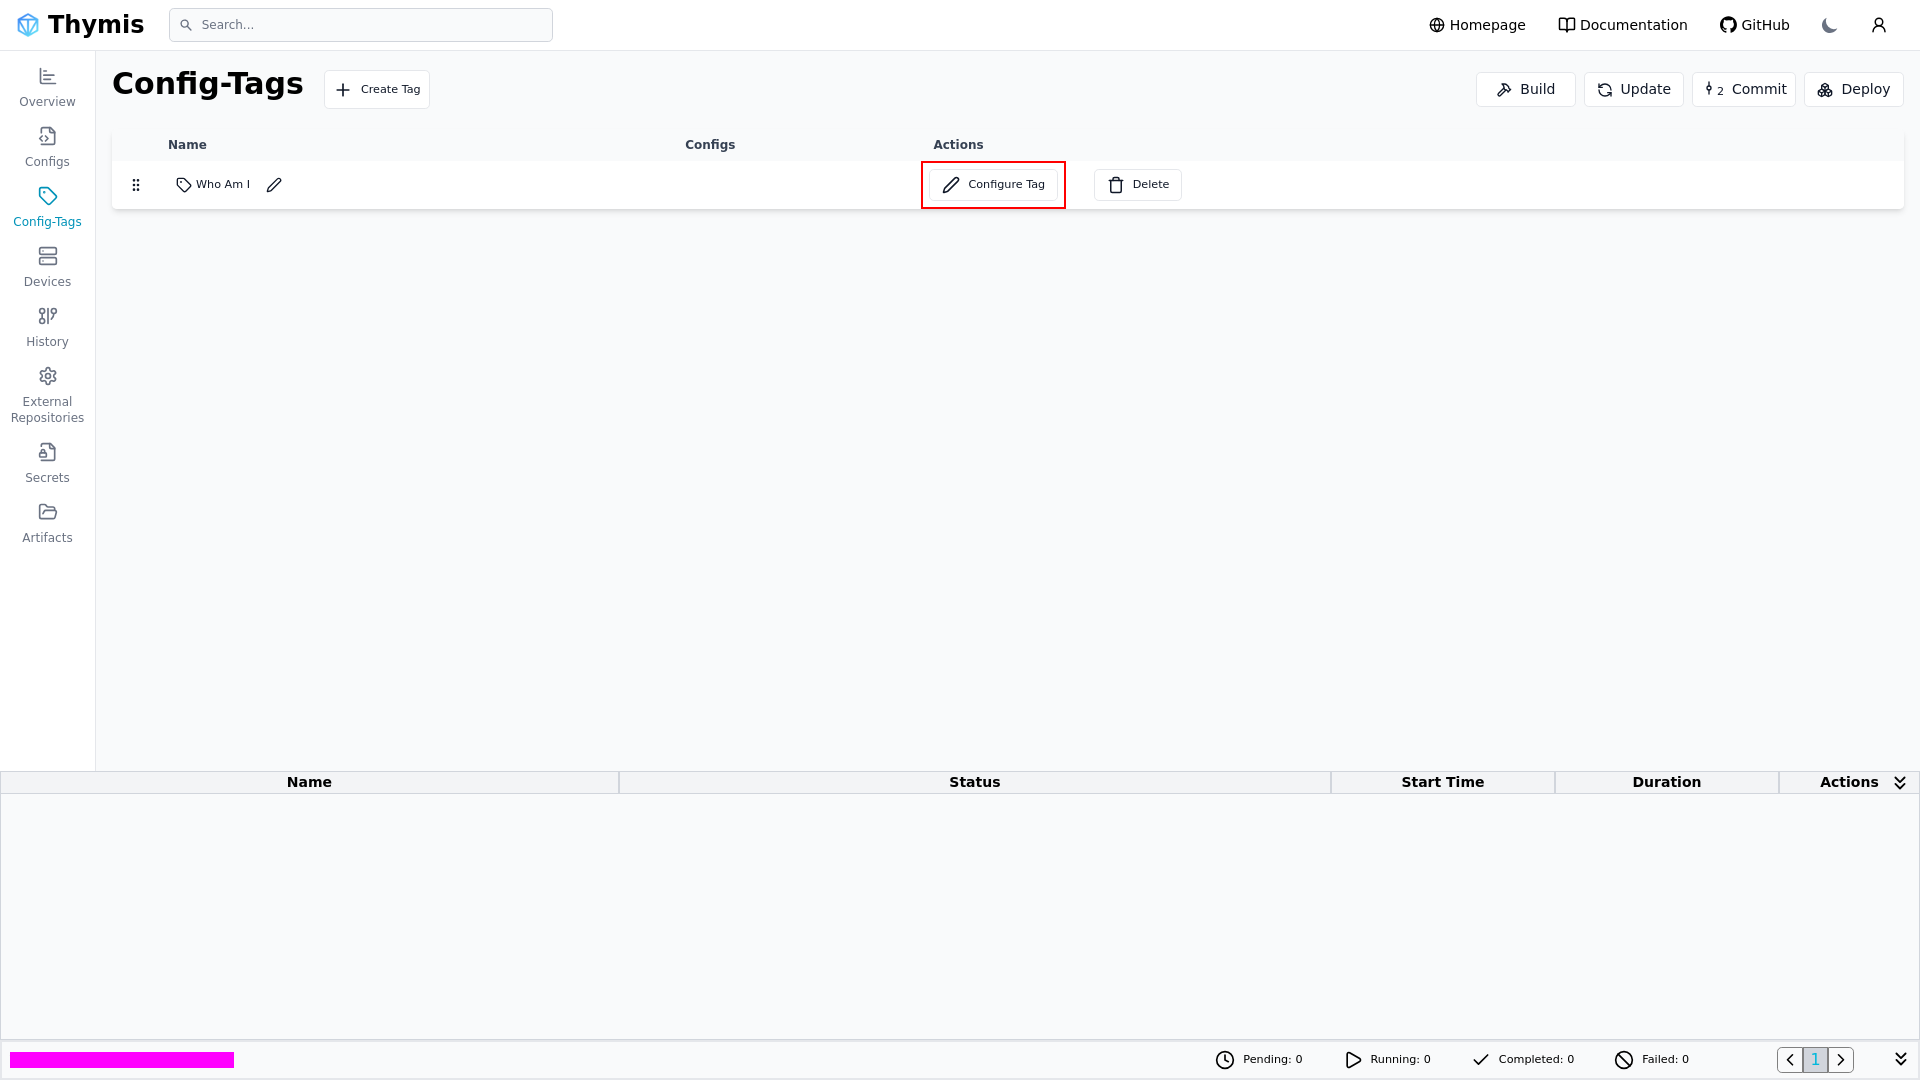 Thymis
Search...
Homepage
Documentation
GitHub
Overview
Configs
Config-Tags
Devices
History
External
Repositories
Secrets
Artifacts
Config-Tags
Create Tag
Build
Update
2 Commit
Deploy
Name Configs Actions
Who Am I
Configure Tag
Delete
Name Status Start Time Duration Actions
Pending: 0
Running: 0
Completed: 0
Failed: 0
1